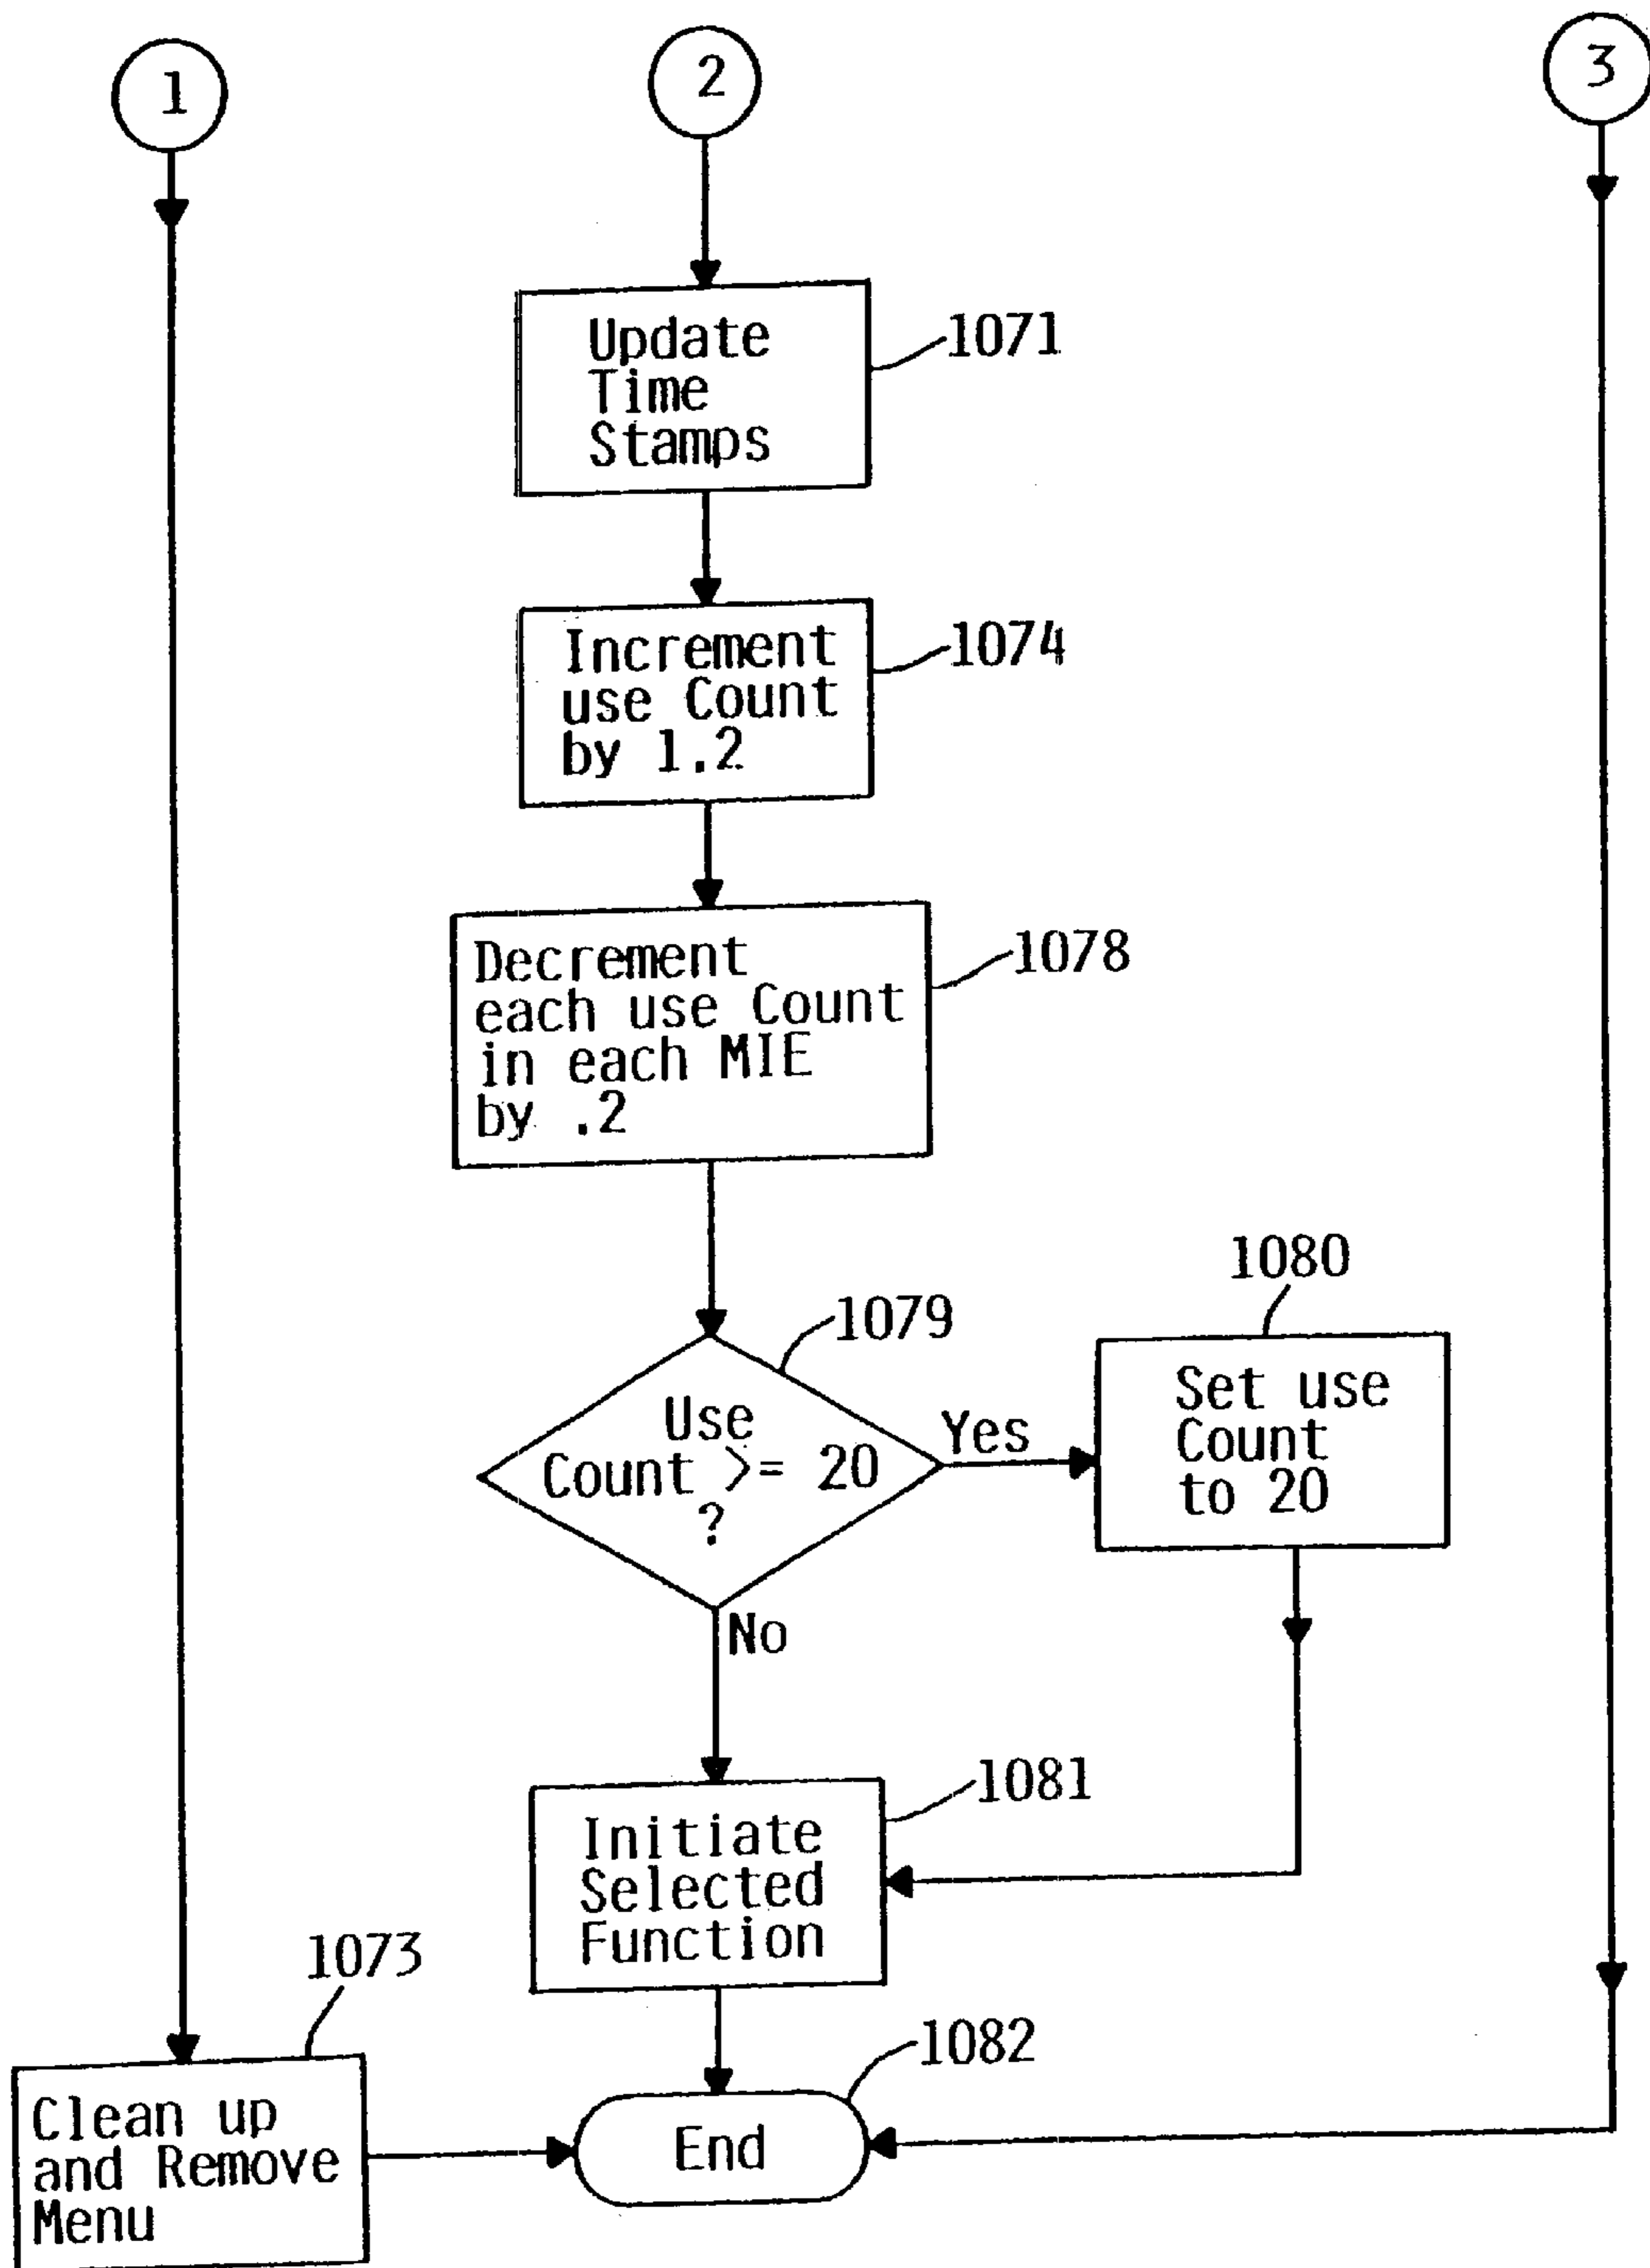 1
2
3
Update
Time
Stamps
1071
Increment
use Count
by 1.2
1074
Decrement
each use Count
in each MIE
by .2
1078
1079
Use
Count >= 20
?
Yes
No
1080
Set use
Count
to 20
1081
Initiate
Selected
Function
1073
Clean up
and Remove
Menu
1082
End